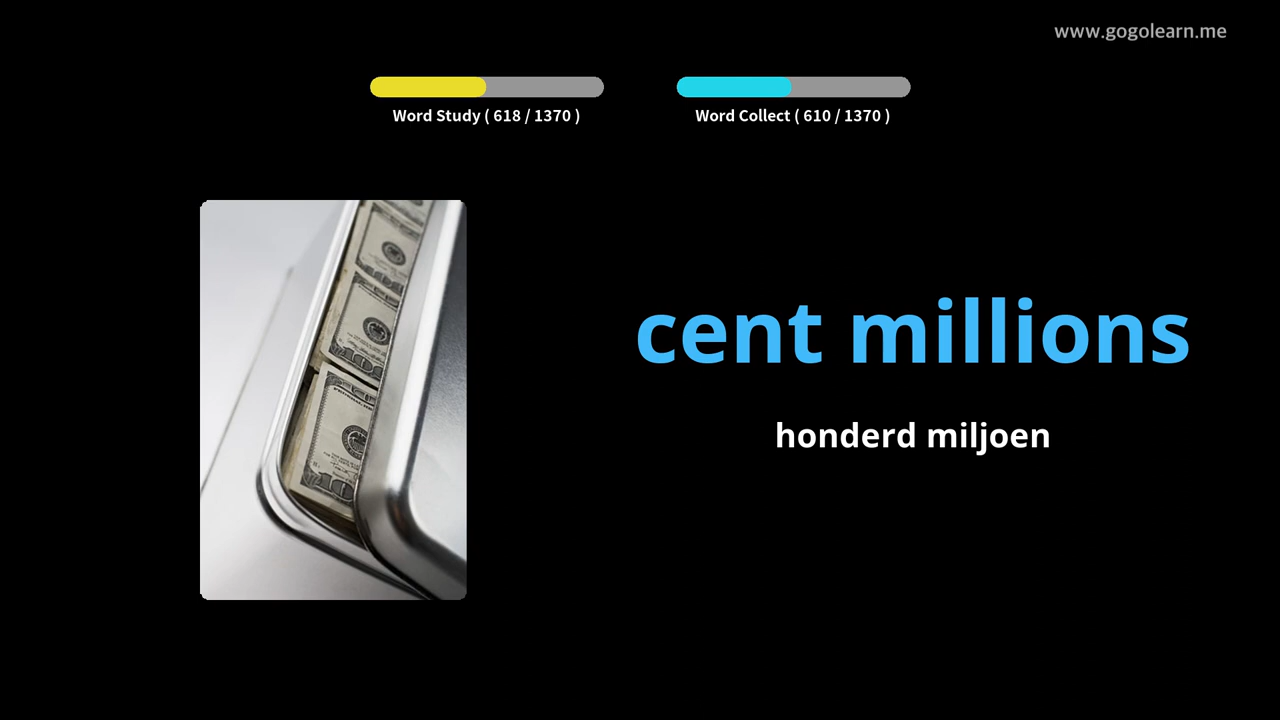 www.gogolearn.me
Word Study ( 618 / 1370 )
Word Collect ( 610 / 1370 )
cent millions
honderd miljoen